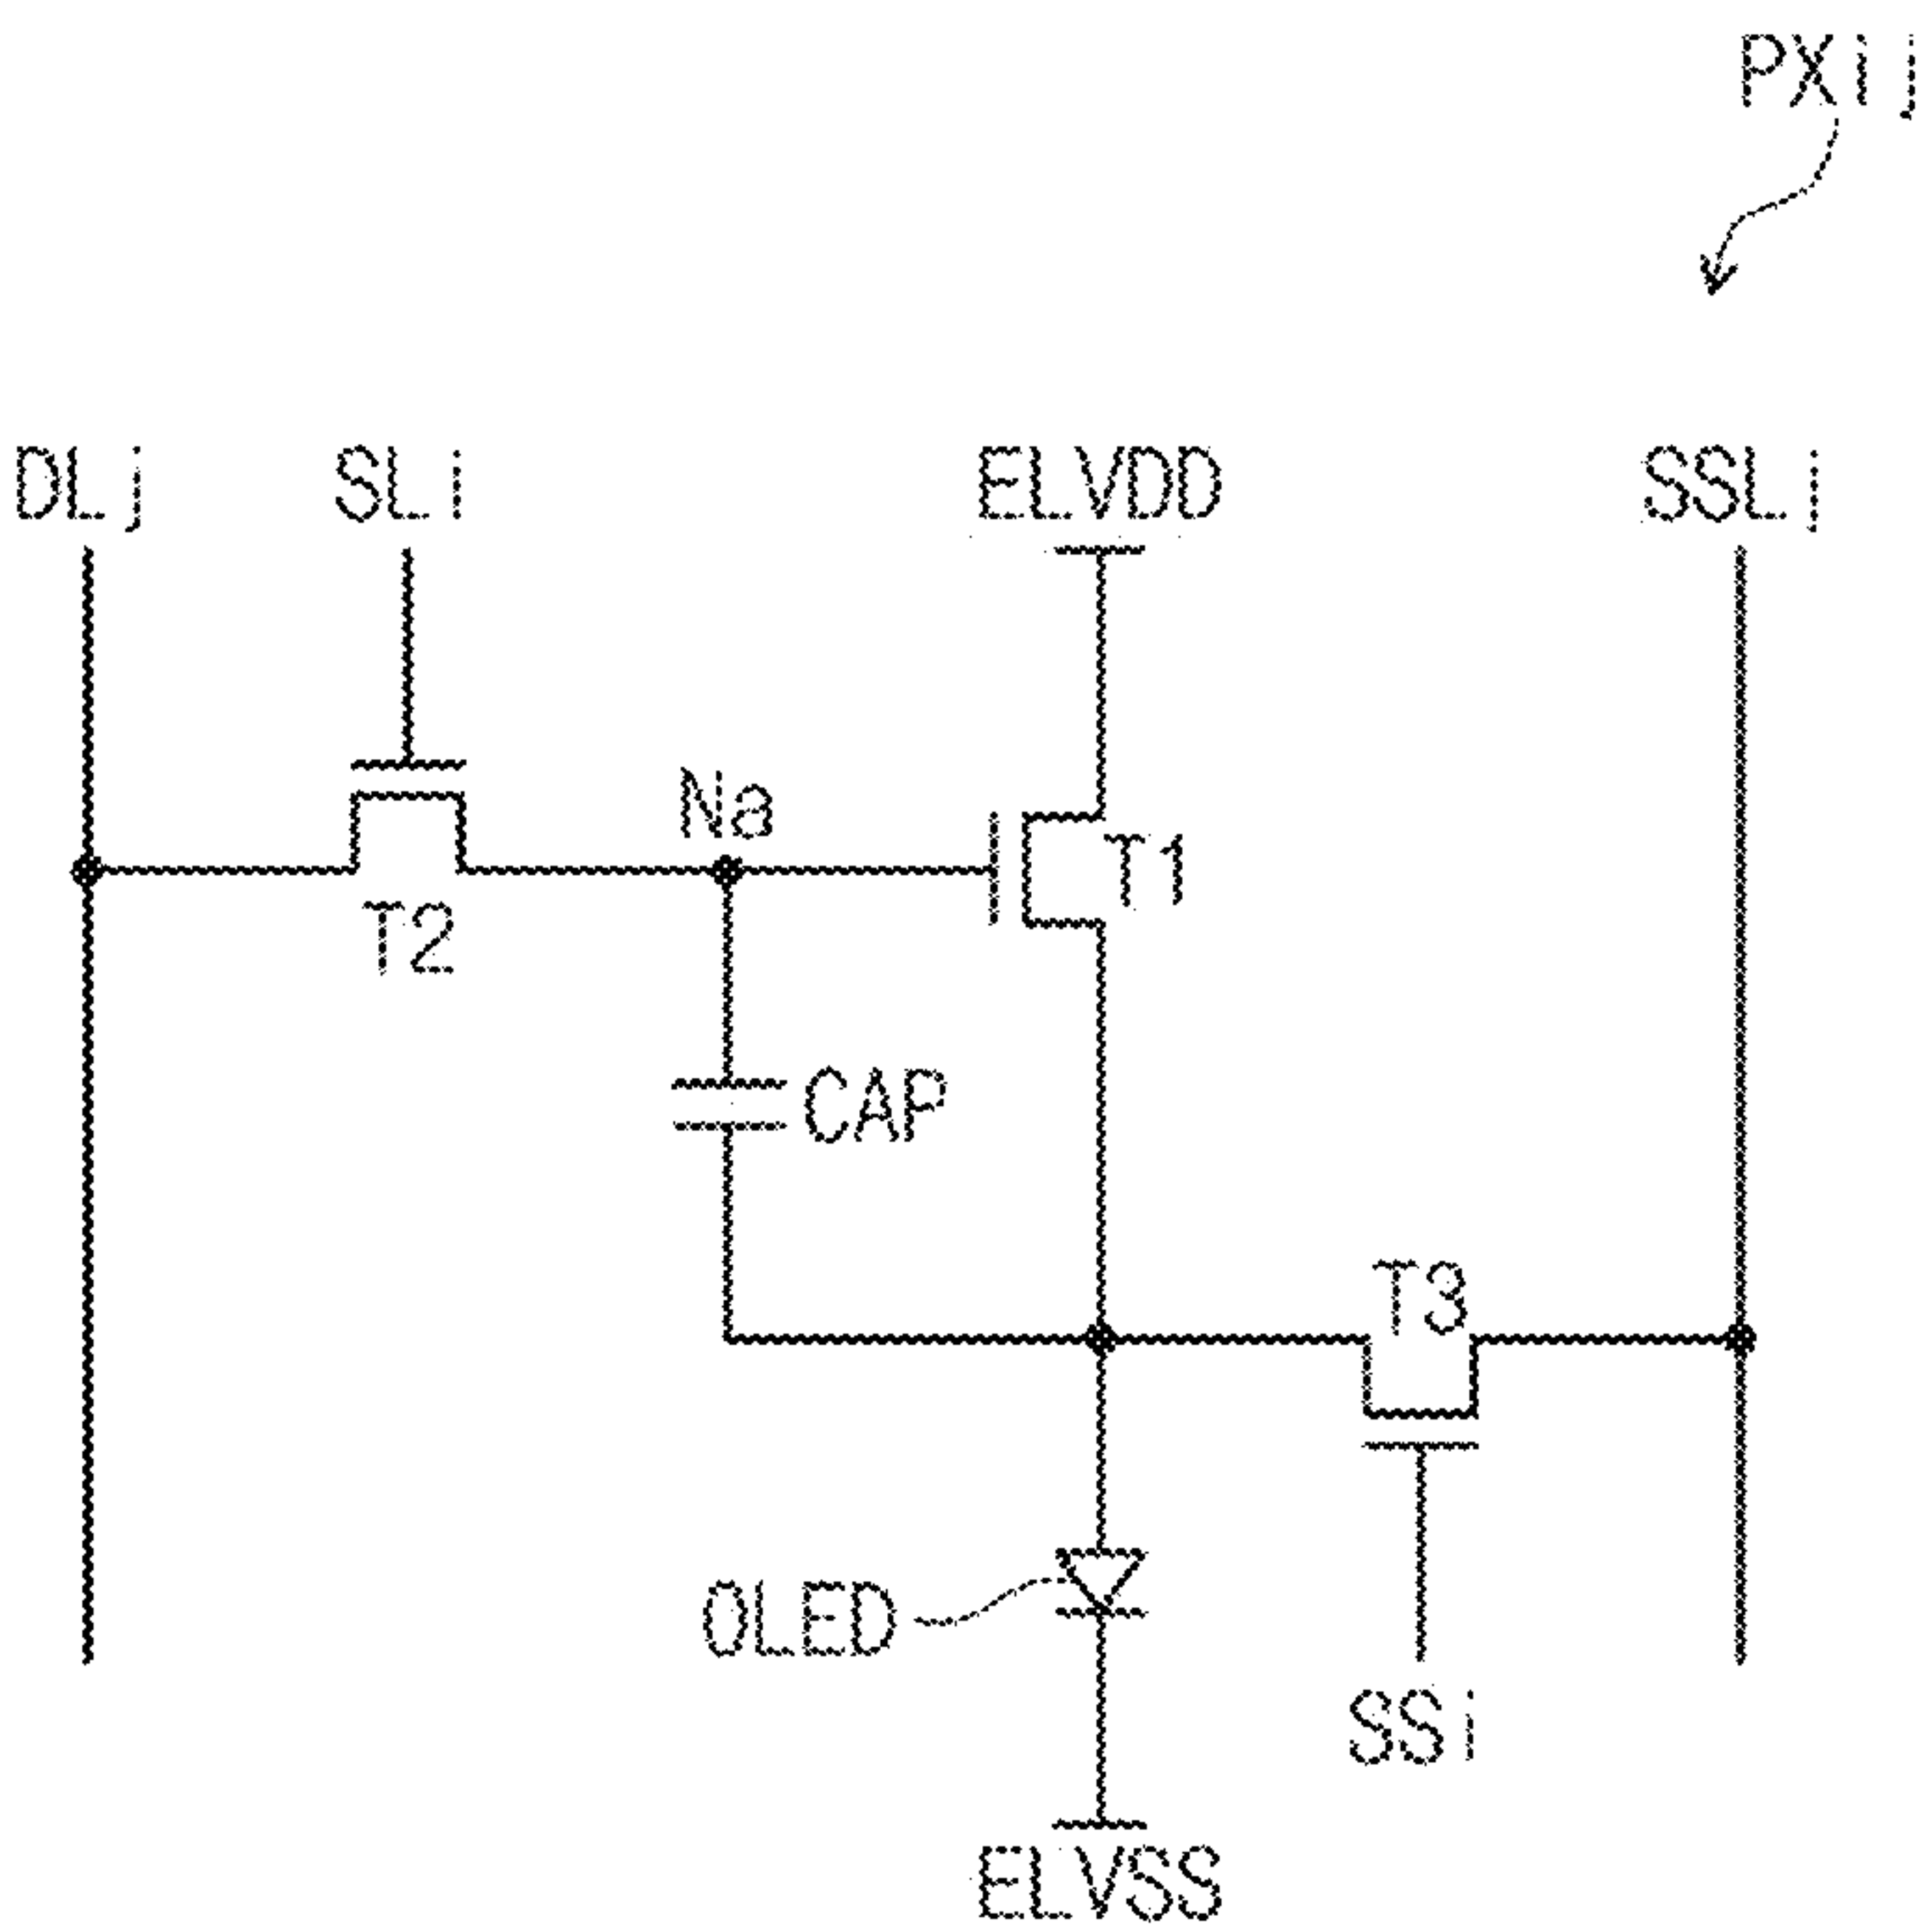 PXij
DLj
SLi
ELVDD
SSLj
Na
T1
T2
CAP
T3
OLED
SSi
ELVSS